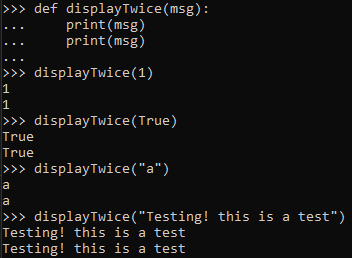 >>> def displayTwice(msg):
...     print(msg)
...     print(msg)
...
>>> displayTwice(1)
1
1
>>> displayTwice(True)
True
True
>>> displayTwice("a")
a
a
>>> displayTwice("Testing! this is a test")
Testing! this is a test
Testing! this is a test